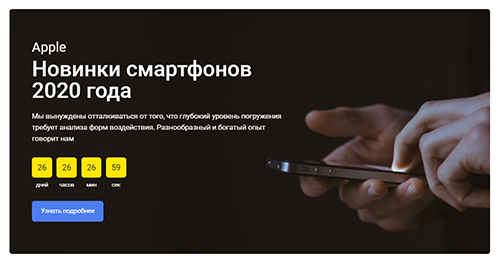 Apple
Новинки смартфонов
2020 года
Мы вынуждены отталкиваться от того, что глубокий уровень погружения
требует анализа форм воздействия. Разнообразный и богатый опыт
говорит нам
26 26 26 59
дней часов мин сек
Узнать подробнее